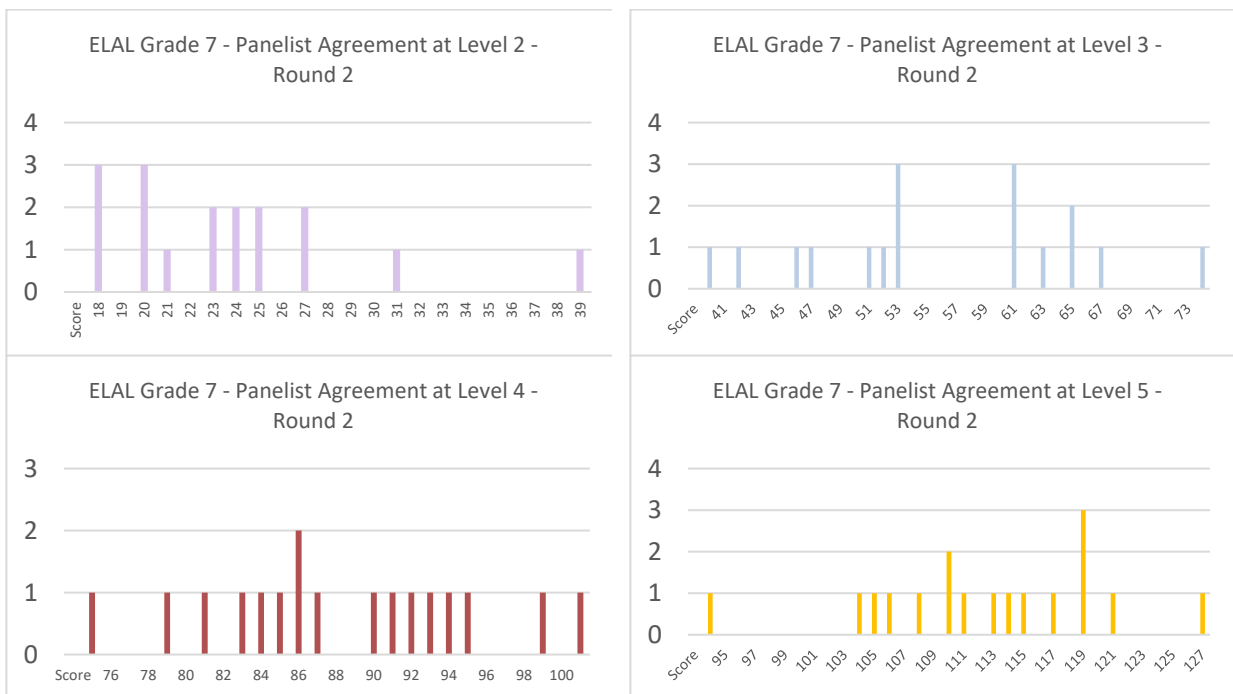 ELAL Grade 7 - Panelist Agreement at Level 2 -
Round 2
4
3
2
1
0
Score 18 19 20 21 22 23 24 25 26 27 28 29 30 31 32 33 34 35 36 37 38 39
ELAL Grade 7 - Panelist Agreement at Level 3 -
Round 2
4
3
2
1
0
Score 41 43 45 47 49 51 53 55 57 59 61 63 65 67 69 71 73
ELAL Grade 7 - Panelist Agreement at Level 4 -
Round 2
3
2
1
0
Score 76 78 80 82 84 86 88 90 92 94 96 98 100
ELAL Grade 7 - Panelist Agreement at Level 5 -
Round 2
4
3
2
1
0
Score 95 97 99 101 103 105 107 109 111 113 115 117 119 121 123 125 127